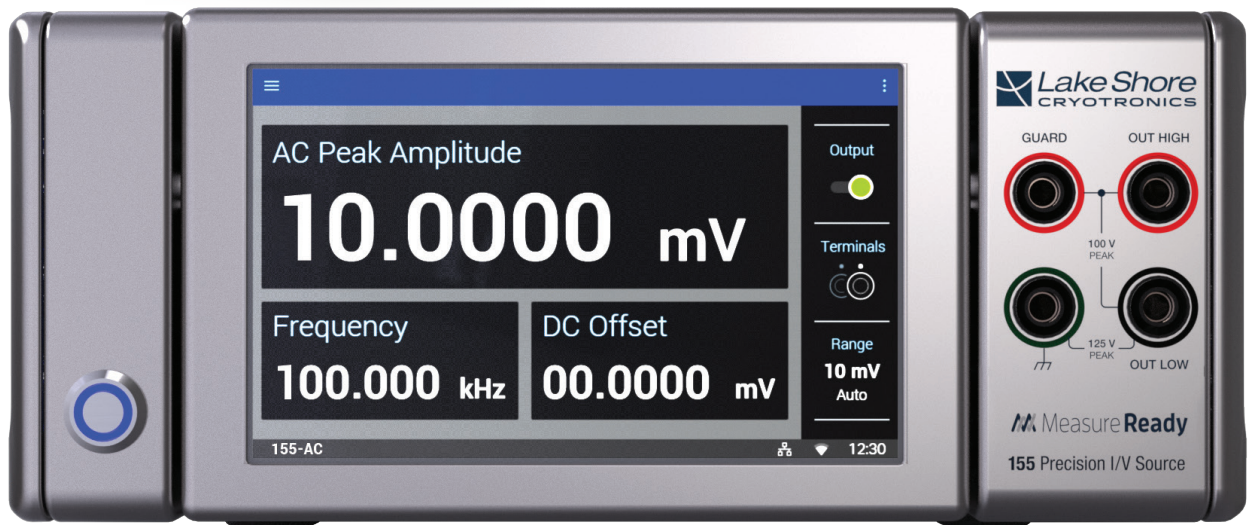 AC Peak Amplitude
10.0000 mV
Frequency
100.000 kHz
DC Offset
00.0000 mV
155-AC
12:30
Output
Terminals
Range
10 mV
Auto
Lake Shore
CRYOTRONICS
GUARD
OUT HIGH
100 V
PEAK
125 V
PEAK
OUT LOW
MeasureReady
155 Precision I/V Source